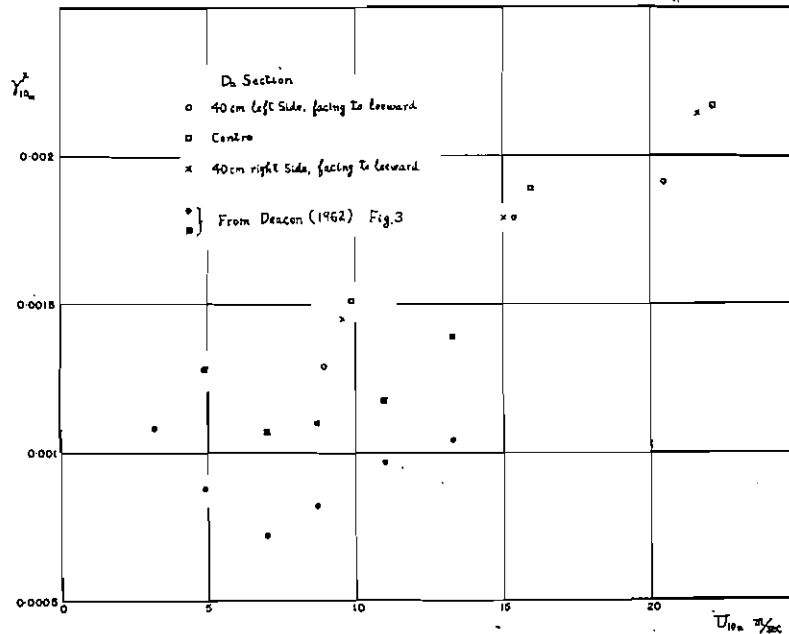 γ²10m
D₂ Section
o 40 cm left Side, facing to leeward
□ Centre
x 40 cm right Side, facing to leeward
From Deacon (1962) Fig.3
0.002
0.0015
0.001
0.0005
0 5 10 15 20
U10m m/sec